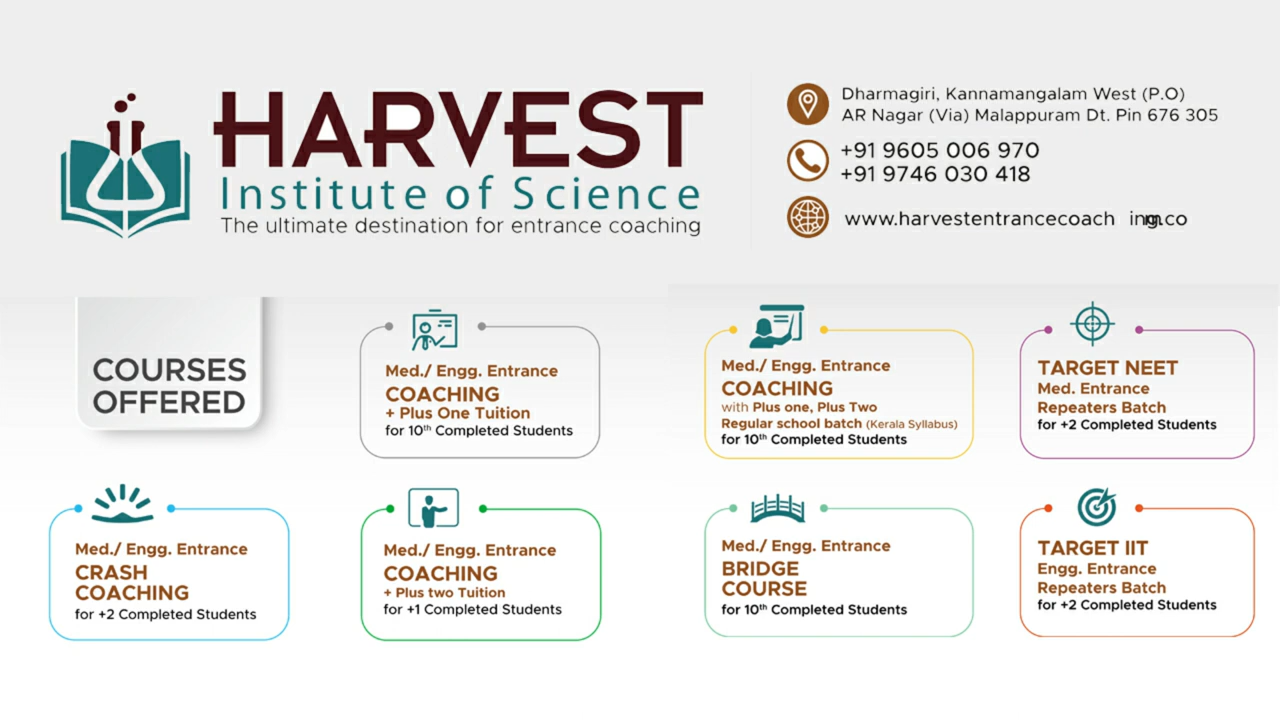 HARVEST
Institute of Science
The ultimate destination for entrance coaching
Dharmagiri, Kannamangalam West (P.O)
AR Nagar (Via) Malappuram Dt. Pin 676 305
+91 9605 006 970
+91 9746 030 418
www.harvestentrancecoach
COURSES
OFFERED
Med./ Engg. Entrance
COACHING
+ Plus One Tuition
for 10th Completed Students
Med./ Engg. Entrance
COACHING
with Plus one, Plus Two
Regular school batch (Kerala Syllabus)
for 10th Completed Students
TARGET NEET
Med. Entrance
Repeaters Batch
for +2 Completed Students
Med./ Engg. Entrance
CRASH
COACHING
for +2 Completed Students
Med./ Engg. Entrance
COACHING
+ Plus two Tuition
for +1 Completed Students
Med./ Engg. Entrance
BRIDGE
COURSE
for 10th Completed Students
TARGET IIT
Engg. Entrance
Repeaters Batch
for +2 Completed Students